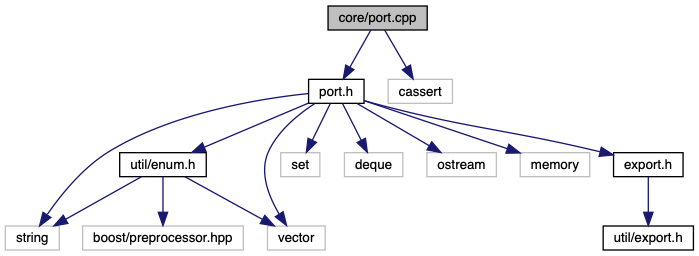 core/port.cpp
port.h
cassert
util/enum.h
set
deque
ostream
memory
export.h
string
boost/preprocessor.hpp
vector
util/export.h